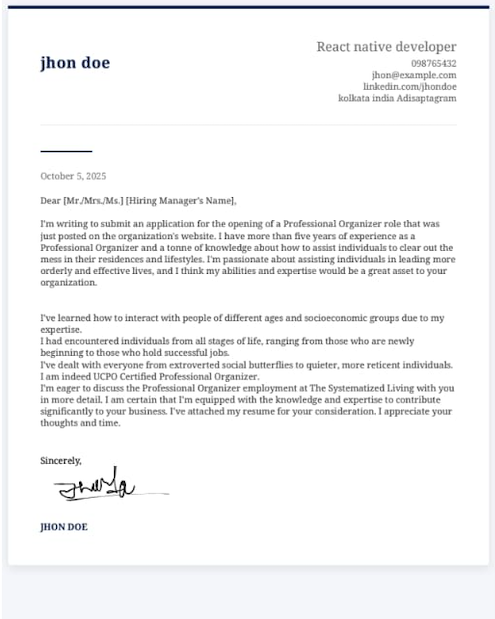 jhon doe
React native developer
098765432
jhon@example.com
linkedin.com/jhondoe
kolkata india Adisaptagram
October 5, 2025
Dear [Mr./Mrs./Ms.] [Hiring Manager's Name],
I'm writing to submit an application for the opening of a Professional Organizer role that was
just posted on the organization's website. I have more than five years of experience as a
Professional Organizer and a tonne of knowledge about how to assist individuals to clear out the
mess in their residences and lifestyles. I'm passionate about assisting individuals in leading more
orderly and effective lives, and I think my abilities and expertise would be a great asset to your
organization.
I've learned how to interact with people of different ages and socioeconomic groups due to my
expertise.
I had encountered individuals from all stages of life, ranging from those who are newly
beginning to those who hold successful jobs.
I've dealt with everyone from extroverted social butterflies to quieter, more reticent individuals.
I am indeed UCPO Certified Professional Organizer.
I'm eager to discuss the Professional Organizer employment at The Systematized Living with you
in more detail. I am certain that I'm equipped with the knowledge and expertise to contribute
significantly to your business. I've attached my resume for your consideration. I appreciate your
thoughts and time.
Sincerely,
JHON DOE